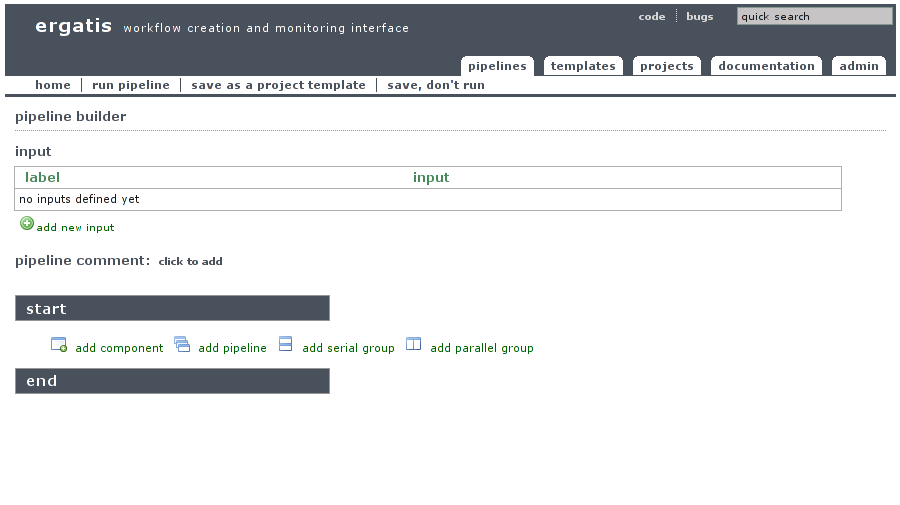 ergatis workflow creation and monitoring interface
code bugs quick search
pipelines templates projects documentation admin
home run pipeline save as a project template save, don't run
pipeline builder
input
label input
no inputs defined yet
add new input
pipeline comment: click to add
start
add component add pipeline add serial group add parallel group
end